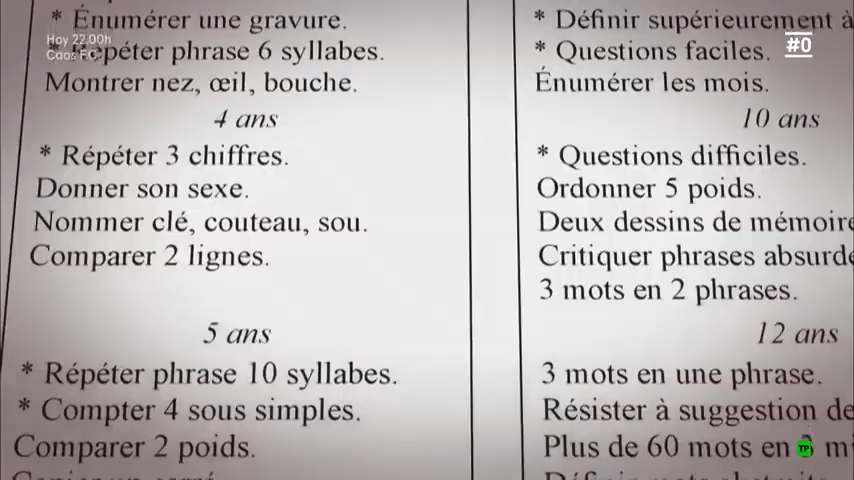 * Énumérer une gravure.
Hoy 22.00h
* Répéter phrase 6 syllabes.
Caos F.C.
Montrer nez, œil, bouche.
4 ans
* Répéter 3 chiffres.
Donner son sexe.
Nommer clé, couteau, sou.
Comparer 2 lignes.
5 ans
* Répéter phrase 10 syllabes.
* Compter 4 sous simples.
Comparer 2 poids.
* Définir supérieurement à
* Questions faciles.
#0
Énumérer les mois.
10 ans
* Questions difficiles.
Ordonner 5 poids.
Deux dessins de mémoire
Critiquer phrases absurde
3 mots en 2 phrases.
12 ans
3 mots en une phrase.
Résister à suggestion de
Plus de 60 mots en
TP